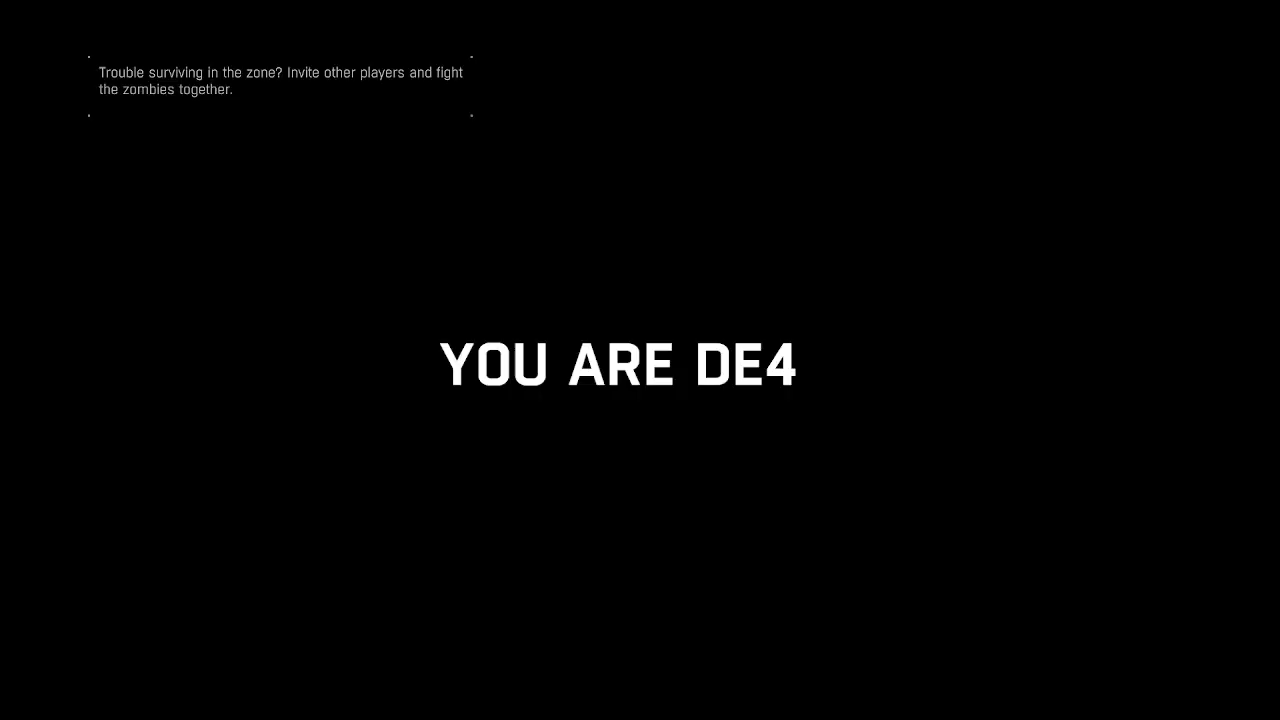 Trouble surviving in the zone? Invite other players and fight
the zombies together.
YOU ARE DE4